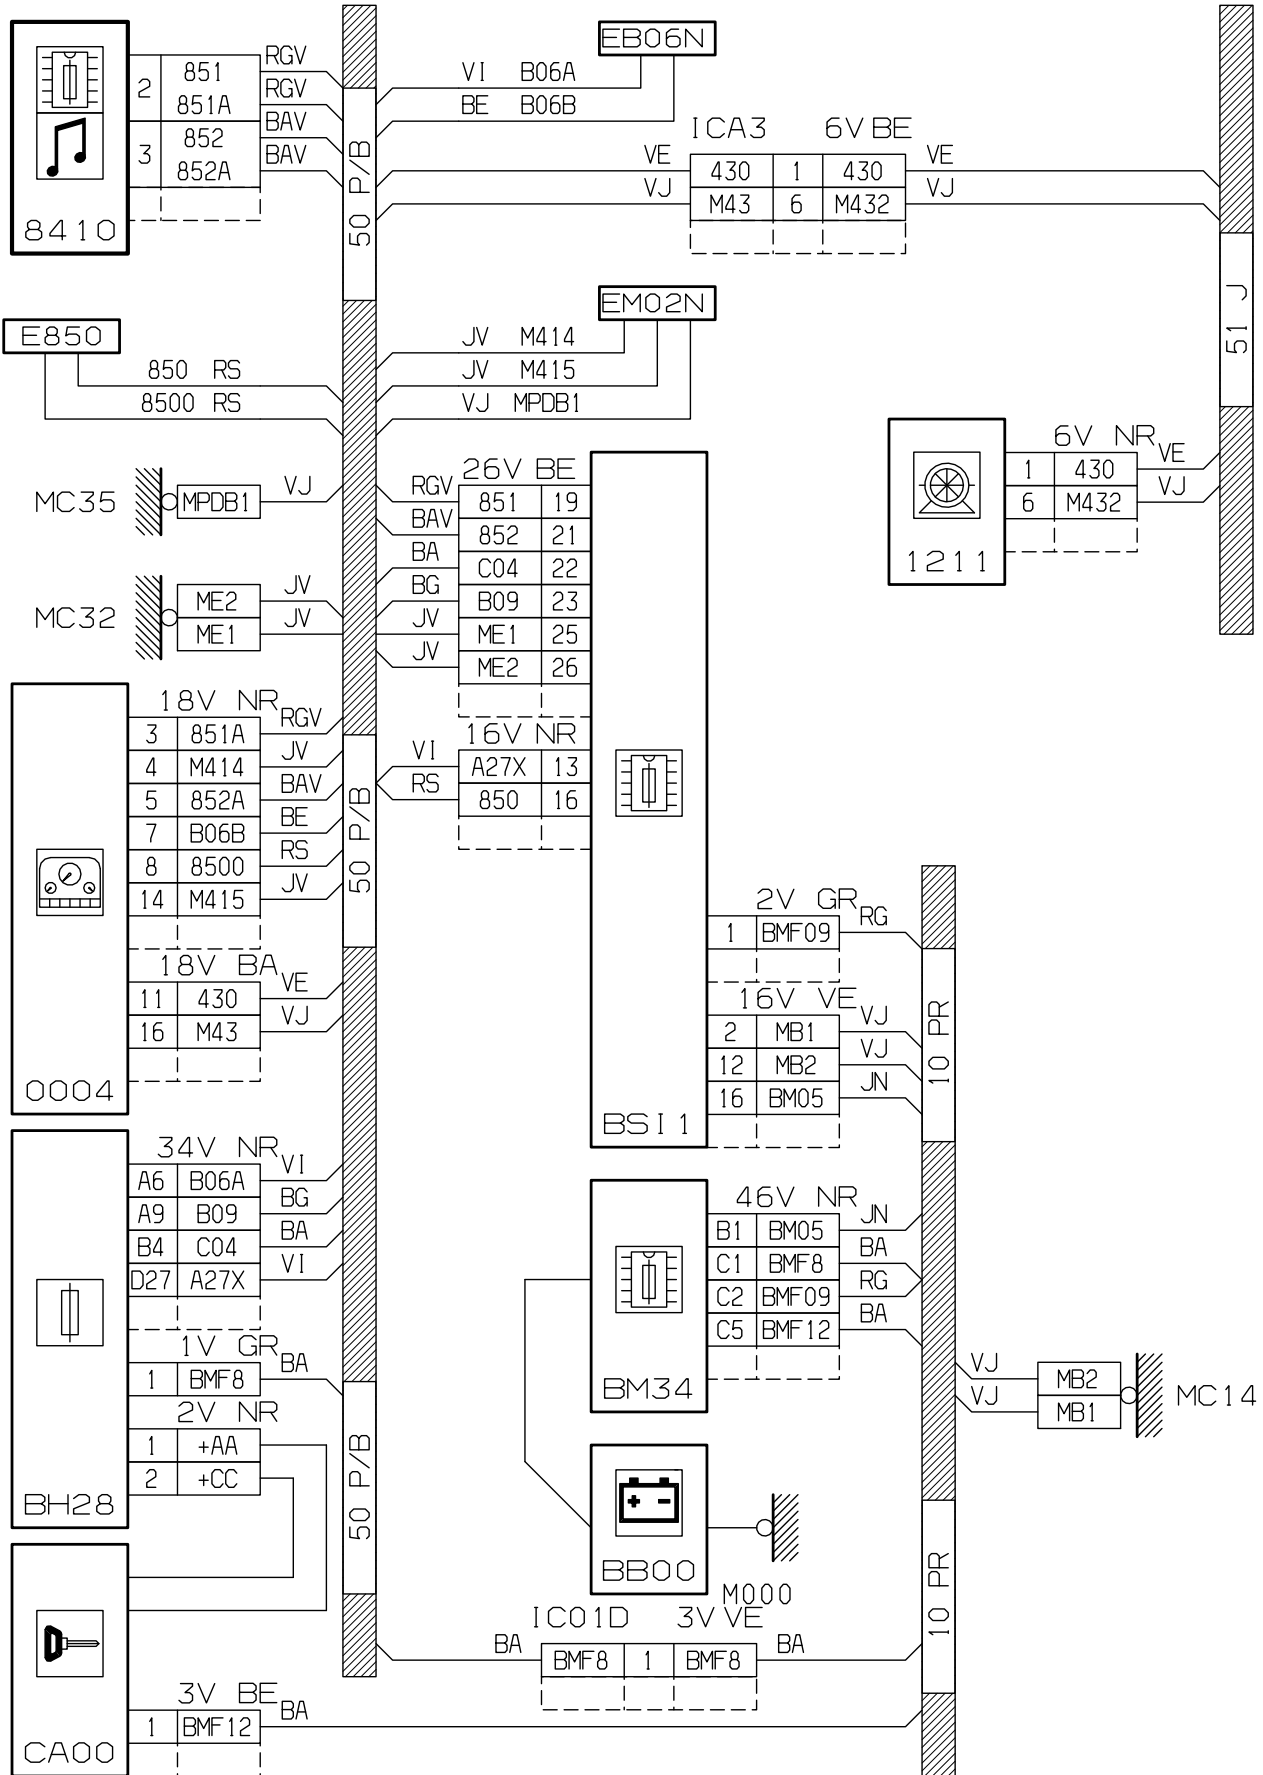 EB06N
RGV
2 851
VI B06A
RGV
851A
BE B06B
BAV
ICA3 6V BE
3 852
BAV
852A
VE 430 1 430 VE
VJ M43 6 M432 VJ
8410
50 P/B
EM02N
51 J
E850
JV M414
850 RS
JV M415
8500 RS
VJ MPDB1
6V NR
1 430 VE
6 M432 VJ
1211
26V BE
RGV 851 19
BAV 852 21
BA C04 22
BG B09 23
JV ME1 25
JV ME2 26
MC35 MPDB1 VJ
MC32
ME2 JV
ME1 JV
16V NR
VI A27X 13
RS 850 16
18V NR
3 851A RGV
4 M414 JV
5 852A BAV
7 B06B BE
8 8500 RS
14 M415 JV
50 P/B
18V BA
11 430 VE
16 M43 VJ
0004
2V GR
1 BMF09 RG
16V VE
2 MB1 VJ
12 MB2 VJ
16 BM05 JN
BSI1
10 PR
34V NR
A6 B06A VI
A9 B09 BG
B4 C04 BA
D27 A27X VI
1V GR
1 BMF8 BA
2V NR
1 +AA
2 +CC
BH28
46V NR
B1 BM05 JN
C1 BMF8 BA
C2 BMF09 RG
C5 BMF12 BA
BM34
VJ MB2
VJ MB1
MC14
50 P/B
BB00
M000
10 PR
IC01D 3V VE
BA BMF8 1 BMF8 BA
3V BE
1 BMF12 BA
CA00